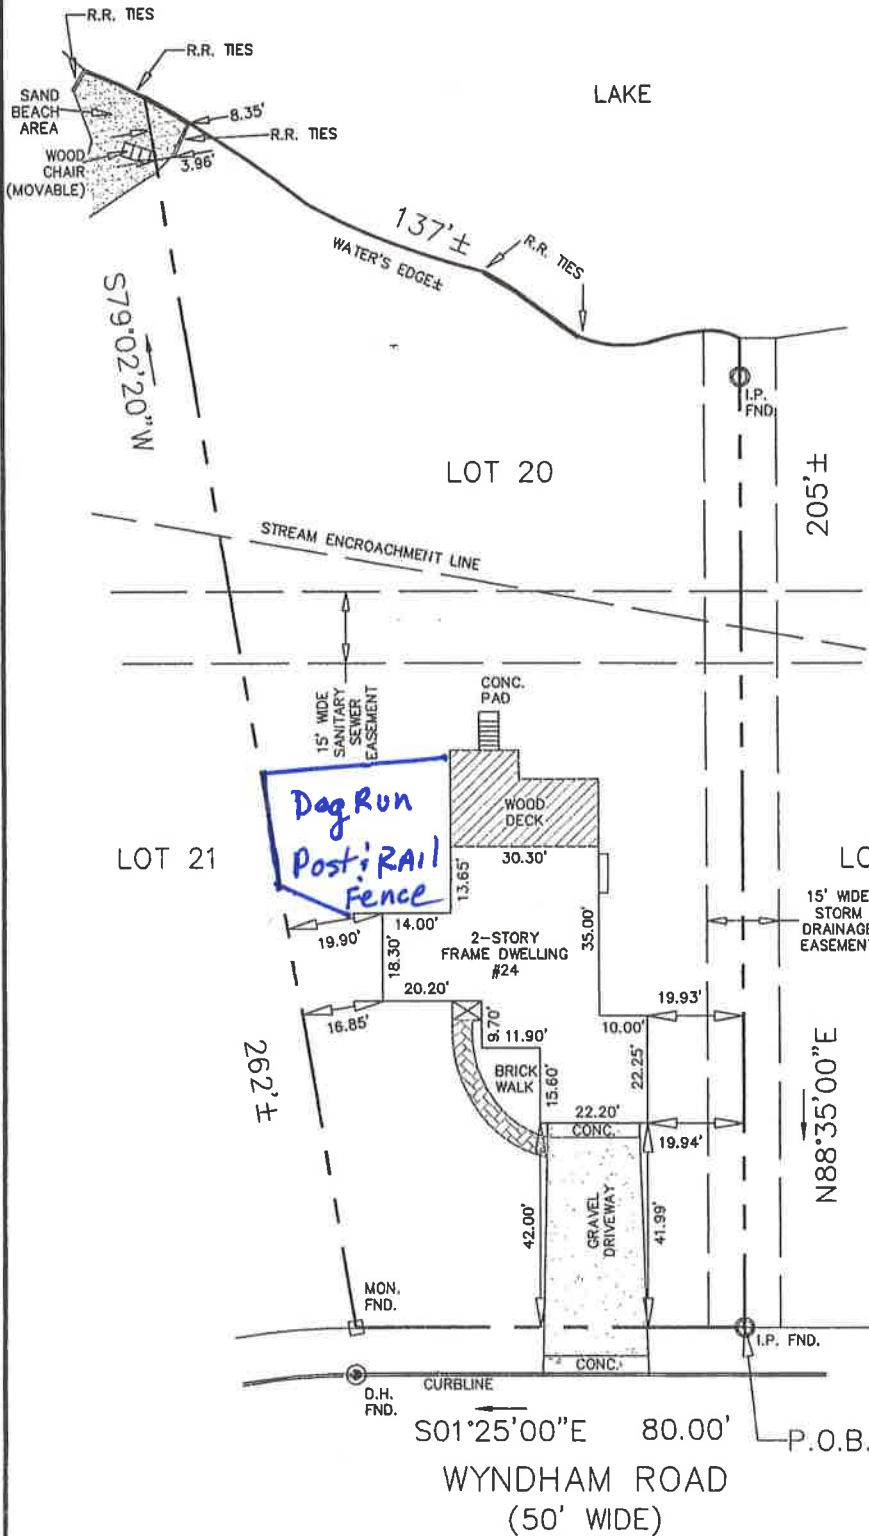 R.R. TIES
R.R. TIES
LAKE
SAND
BEACH
AREA
8.35'
R.R. TIES
WOOD
CHAIR
(MOVABLE)
3.96'
137'±
WATER'S EDGE±
R.R. TIES
S79°02'20"W
I.P.
FND.
LOT 20
205'±
STREAM ENCROACHMENT LINE
15' WIDE
SANITARY
SEWER
EASEMENT
CONC.
PAD
Dog Run
Post & RAil
Fence
WOOD
DECK
LOT 21
30.30'
13.65'
LO
15' WIDE
STORM
DRAINAGE
EASEMENT
19.90'
14.00'
18.30'
2-STORY
FRAME DWELLING
#24
35.00'
20.20'
16.85'
9.70'
11.90'
10.00'
19.93'
262'±
BRICK
WALK
15.60'
22.25'
22.20'
CONC.
19.94'
N88°35'00"E
42.00'
GRAVEL
DRIVEWAY
41.99'
MON.
FND.
I.P. FND.
CONC.
CURBLINE
D.H.
FND.
S01°25'00"E
80.00'
P.O.B.
WYNDHAM ROAD
(50' WIDE)